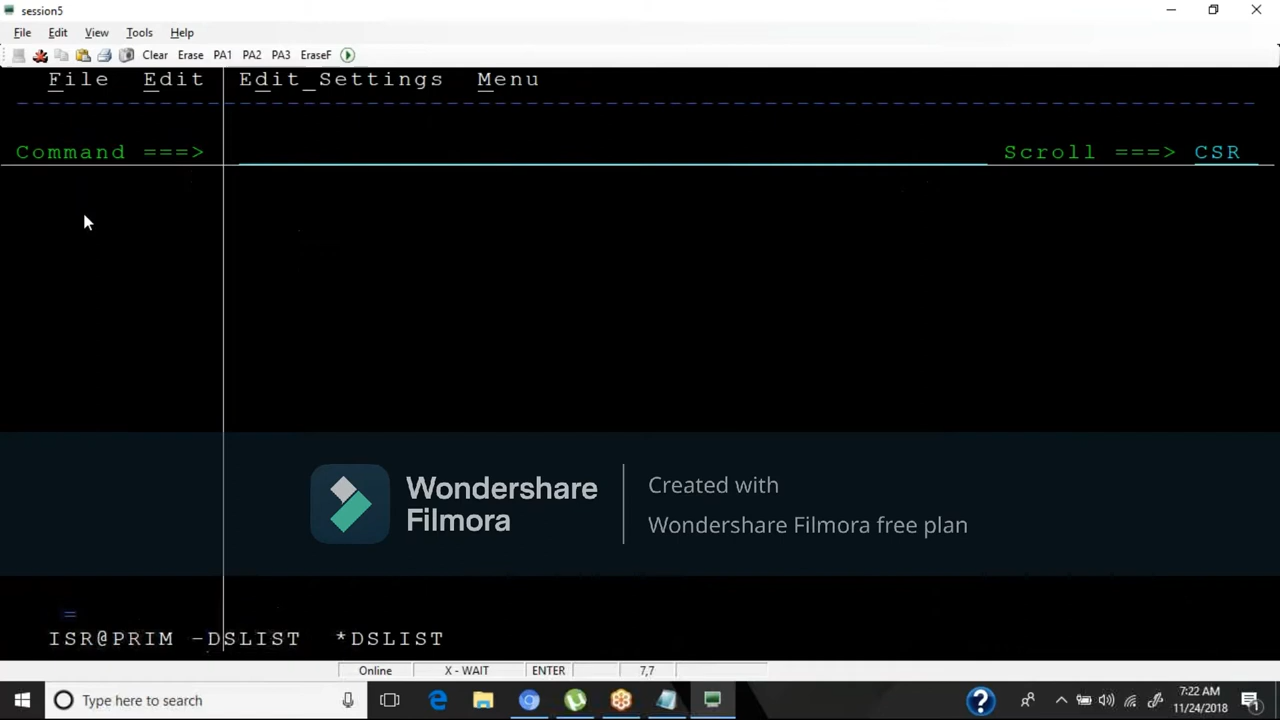 session5
File Edit View Tools Help
Clear Erase PA1 PA2 PA3 EraseF
File Edit Edit_Settings Menu
Command ===> Scroll ===> CSR
Wondershare
Filmora
Created with
Wondershare Filmora free plan
=
ISR@PRIM -DSLIST *DSLIST
Online X - WAIT ENTER 7,7
Type here to search
7:22 AM
11/24/2018
1